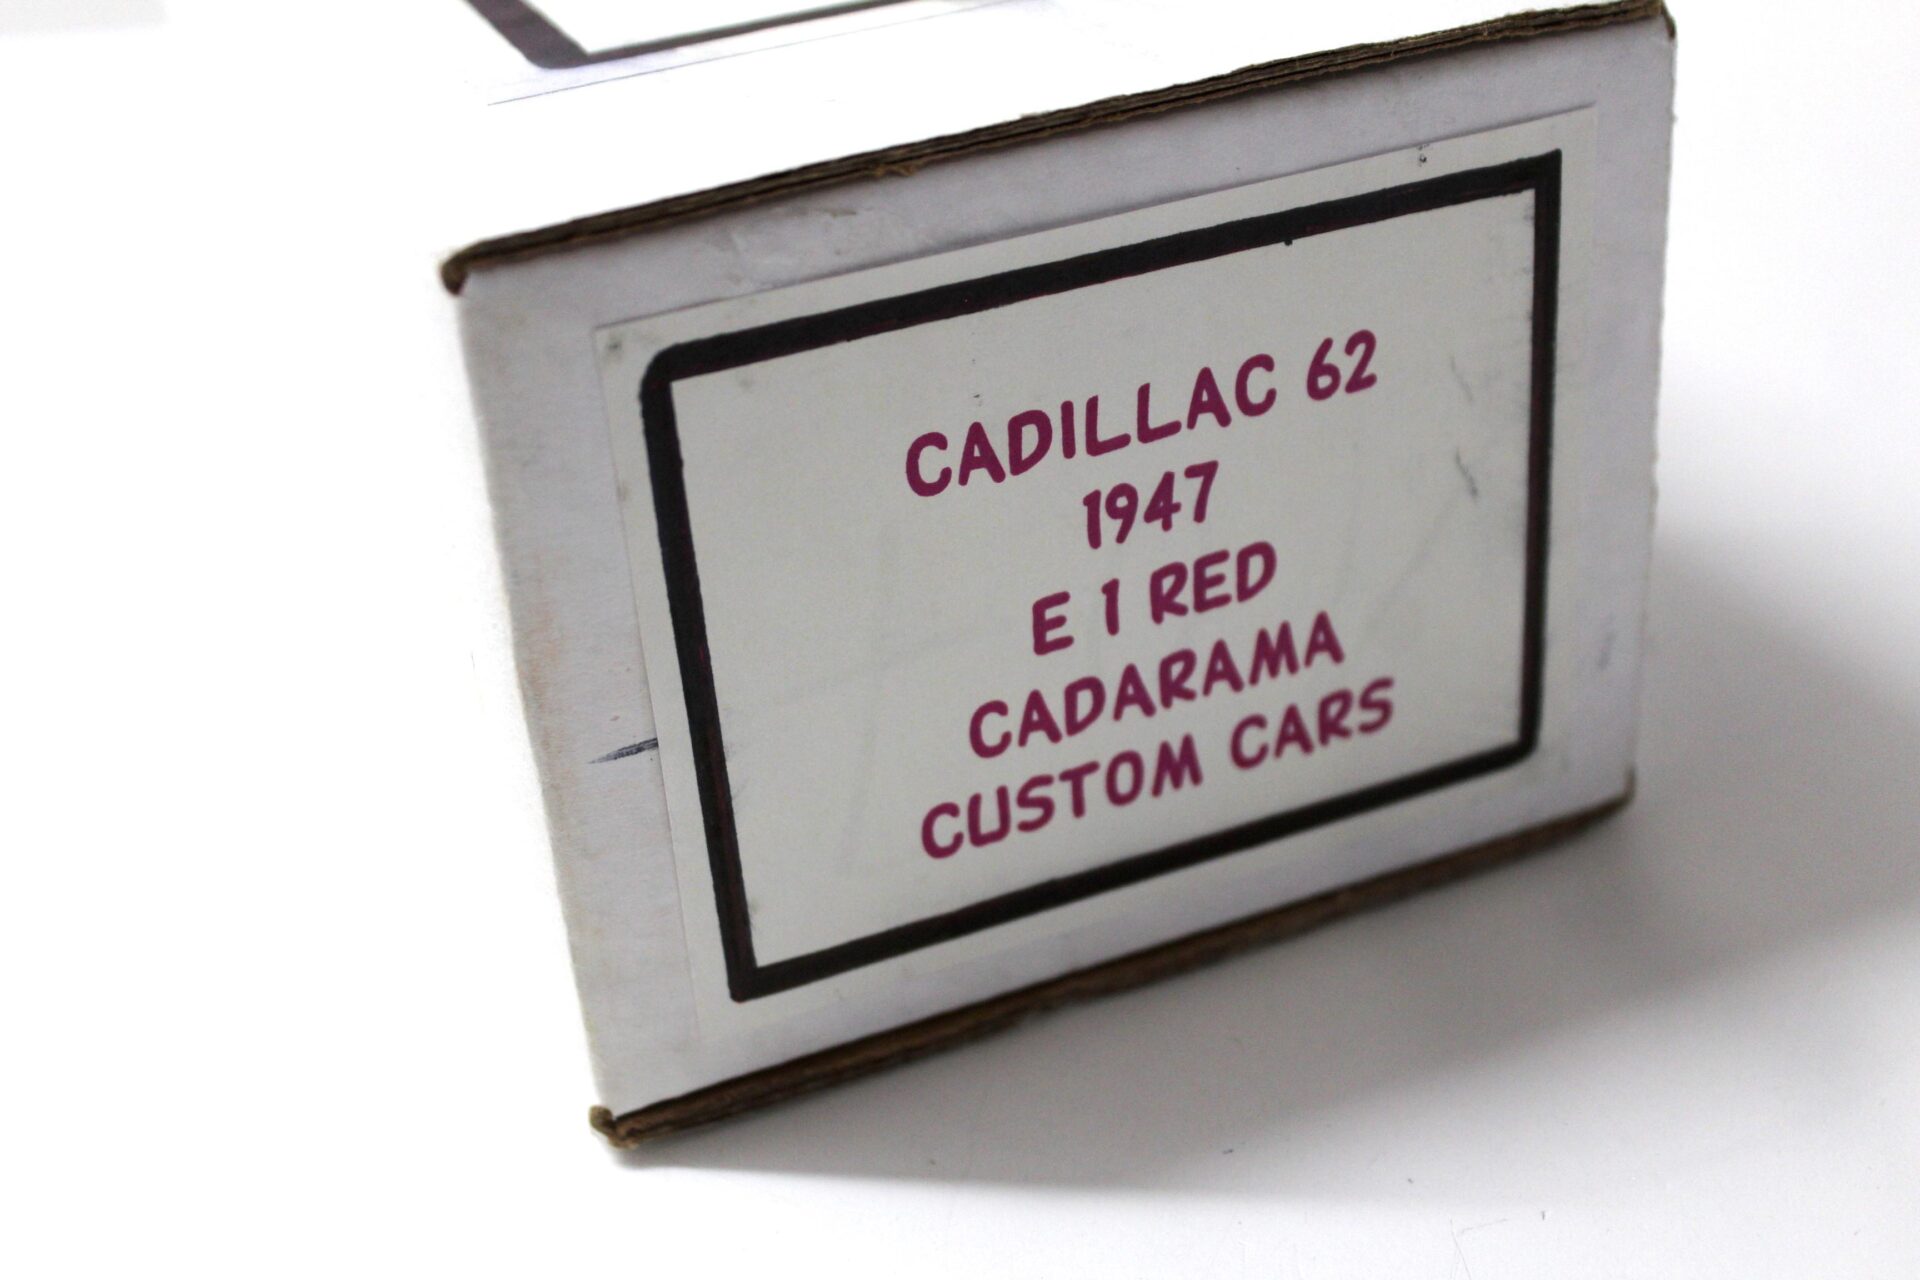 CADILLAC 62
1947
E 1 RED
CADARAMA
CUSTOM CARS